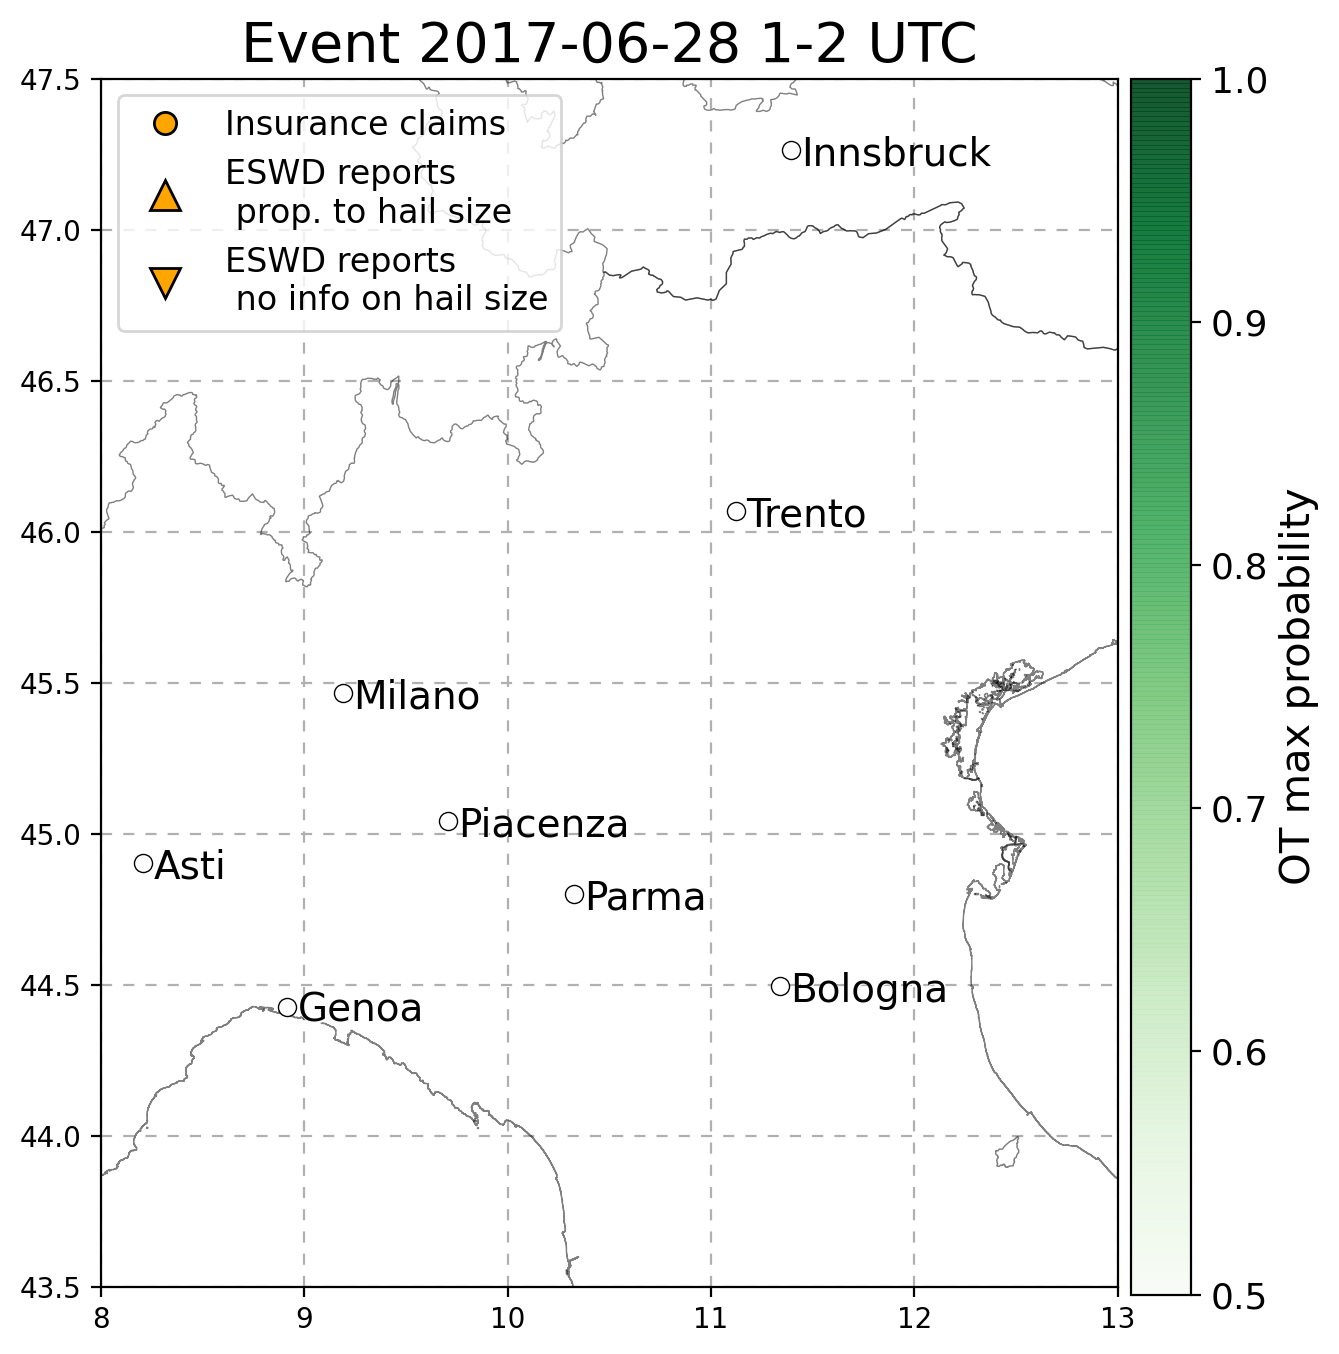 Event 2017-06-28 1-2 UTC
Insurance claims
ESWD reports
prop. to hail size
ESWD reports
no info on hail size
47.5
47.0
46.5
46.0
45.5
45.0
44.5
44.0
43.5
Innsbruck
Trento
Milano
Piacenza
Asti
Parma
Bologna
Genoa
8
9
10
11
12
13
1.0
0.9
0.8
0.7
0.6
0.5
OT max probability